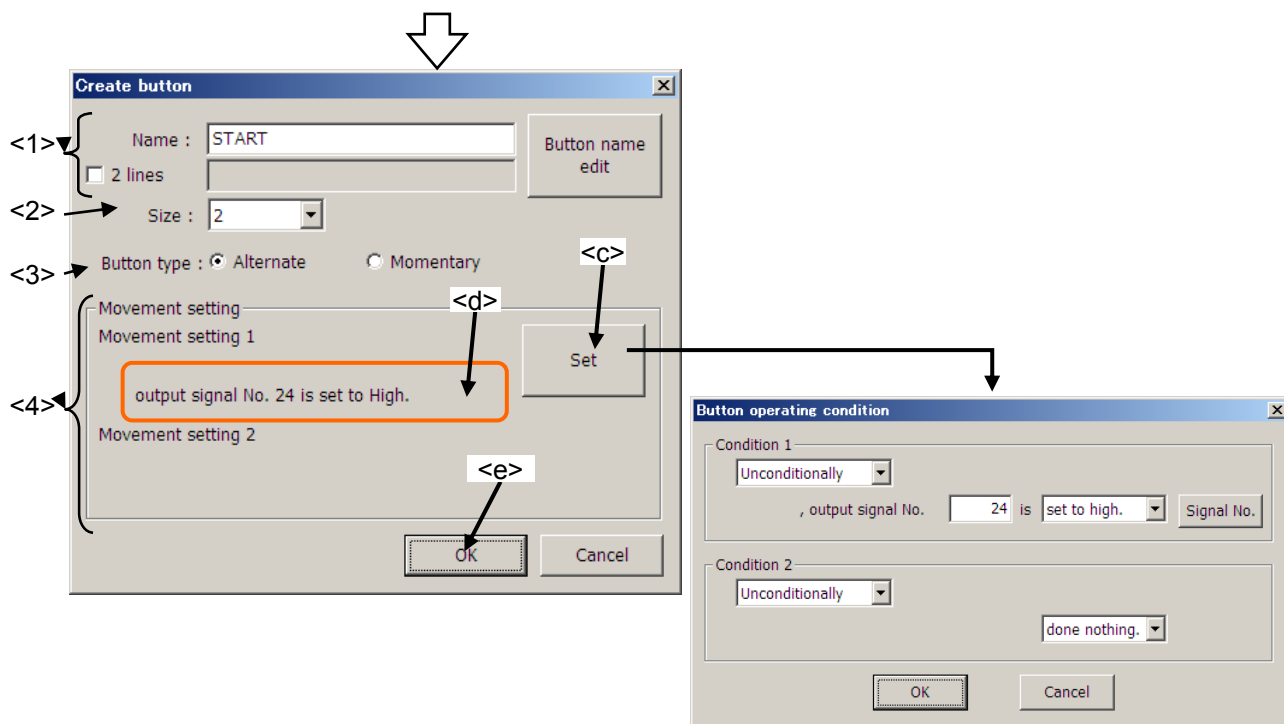 Create button
<1>
Name :
START
Button name
edit
2 lines
<2>
Size :
2
<3>
Button type :
Alternate
Momentary
<c>
<4>
Movement setting
<d>
Movement setting 1
Set
output signal No. 24 is set to High.
Movement setting 2
<e>
OK
Cancel
Button operating condition
Condition 1
Unconditionally
, output signal No.
24
is
set to high.
Signal No.
Condition 2
Unconditionally
done nothing.
OK
Cancel